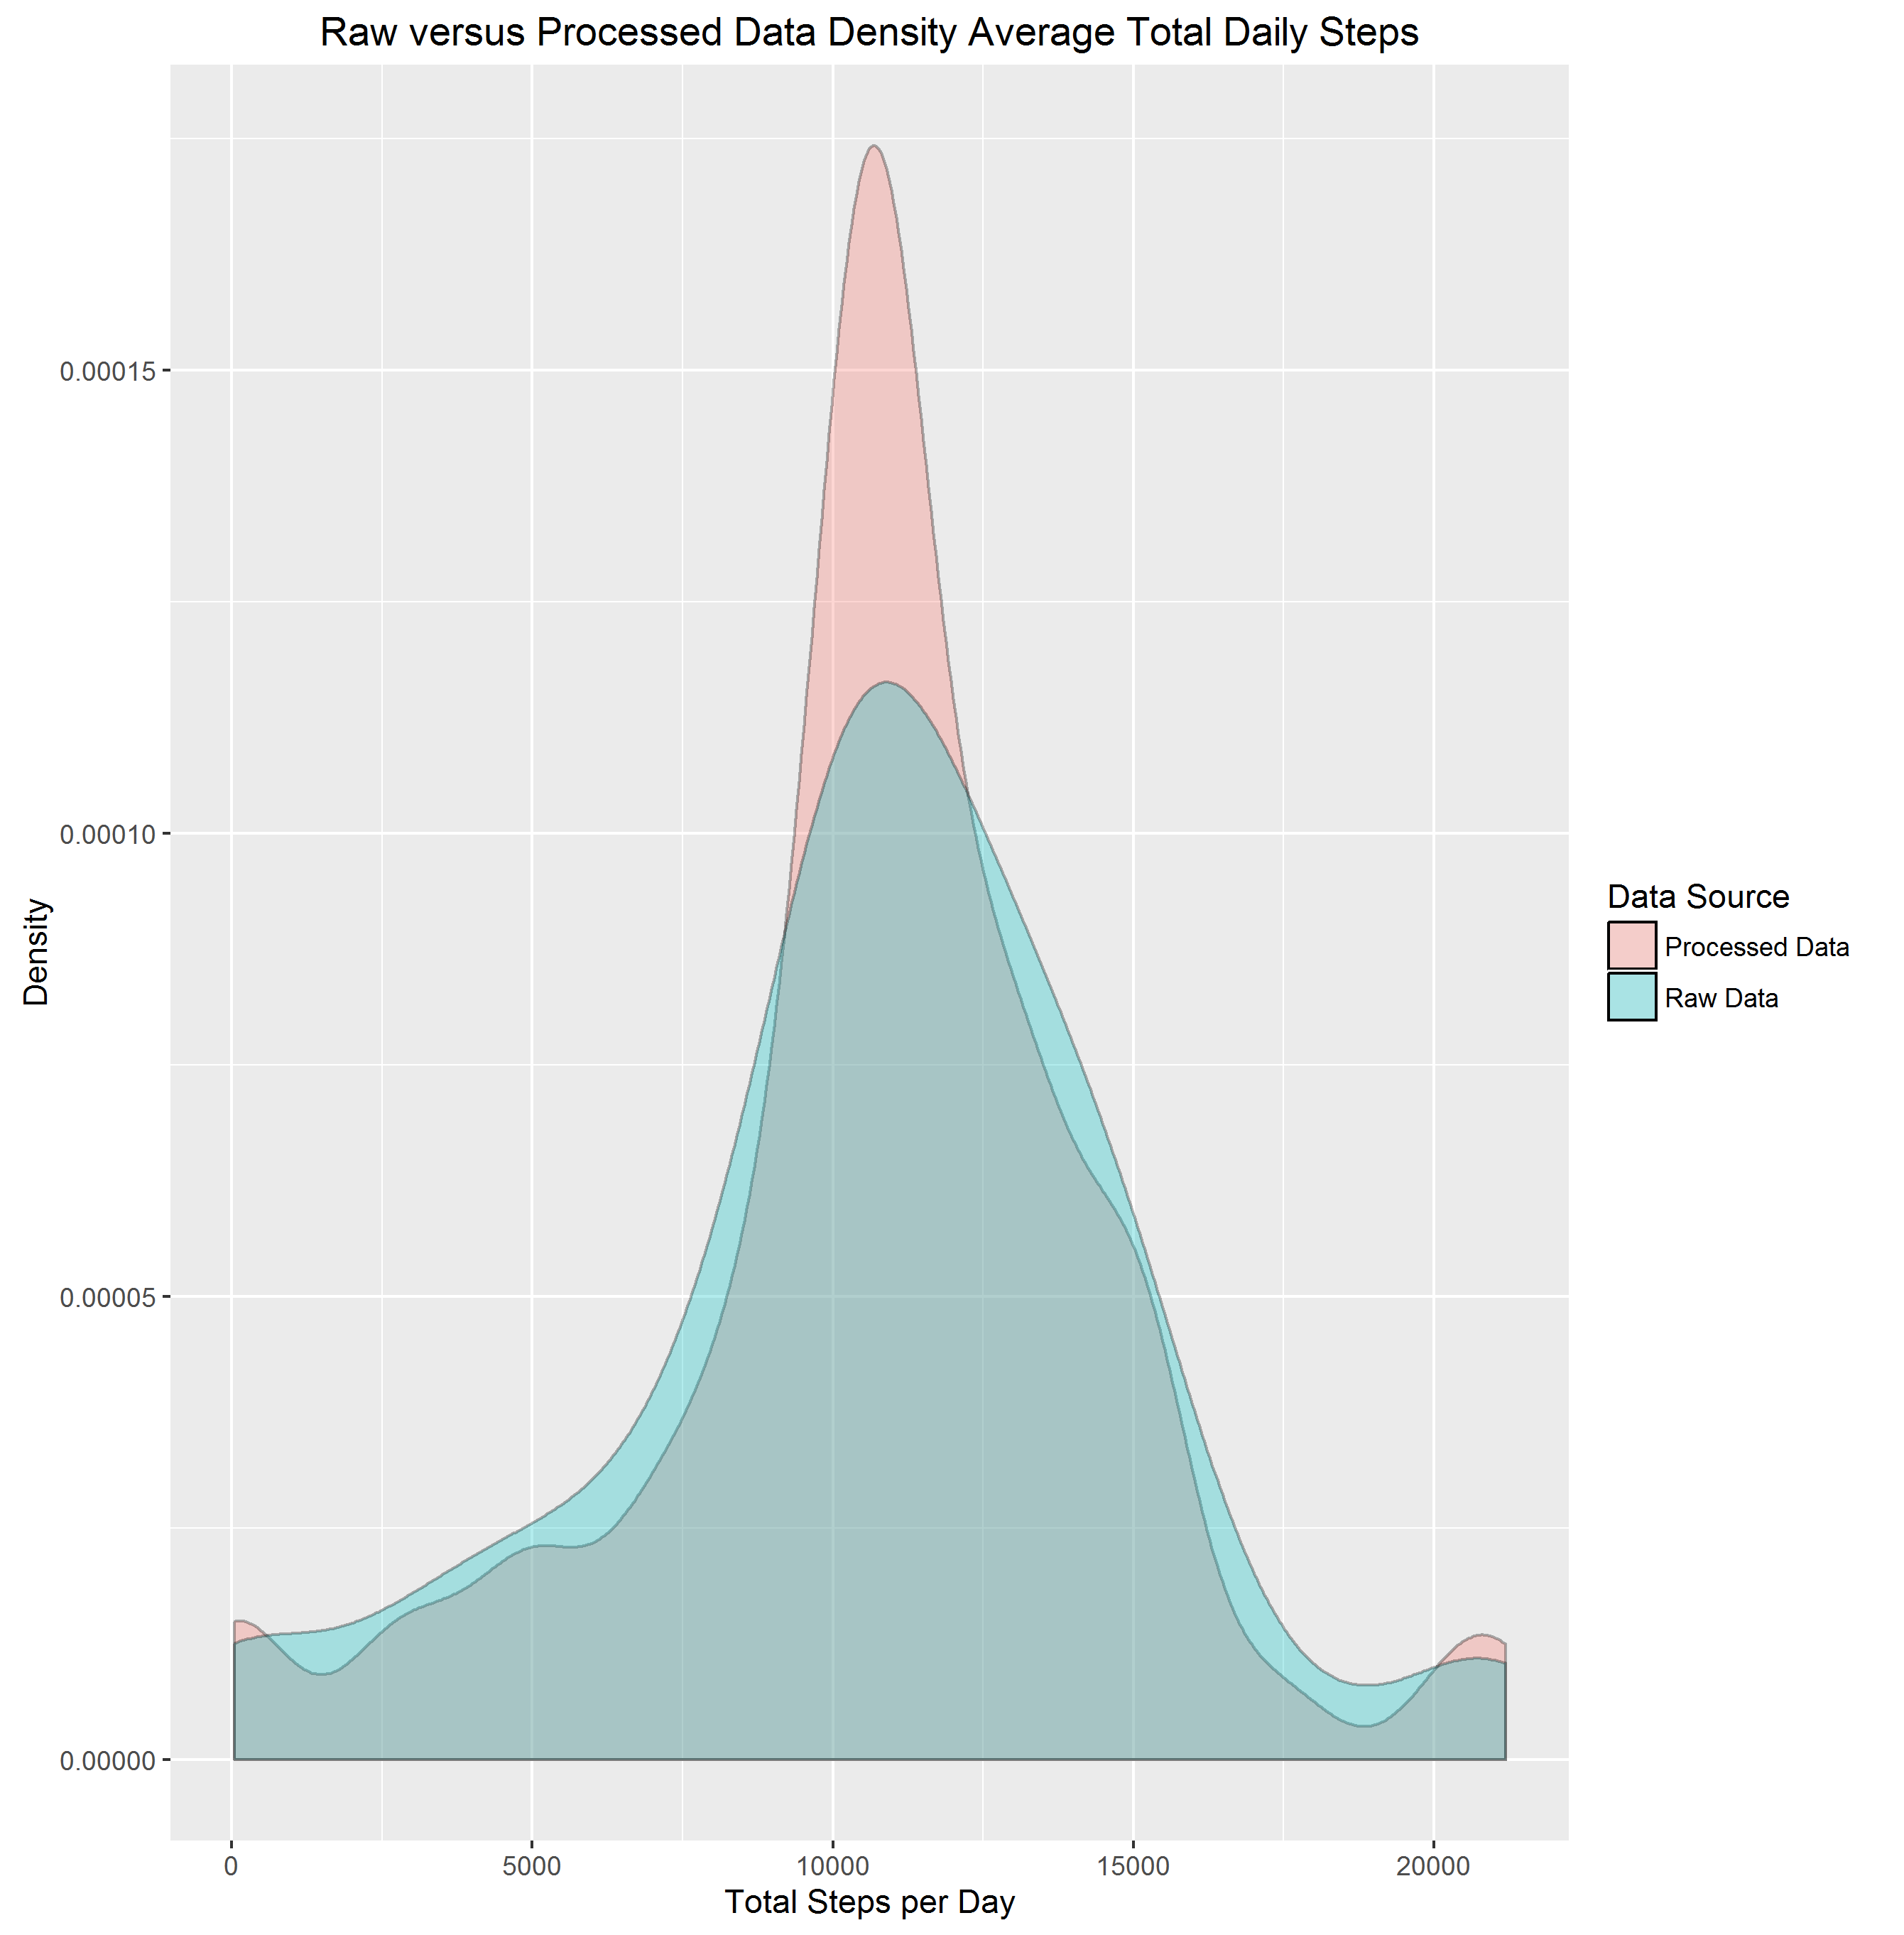 Raw versus Processed Data Density Average Total Daily Steps
0.00015
0.00010
0.00005
0.00000
Density
0
5000
10000
15000
20000
Total Steps per Day
Data Source
Processed Data
Raw Data